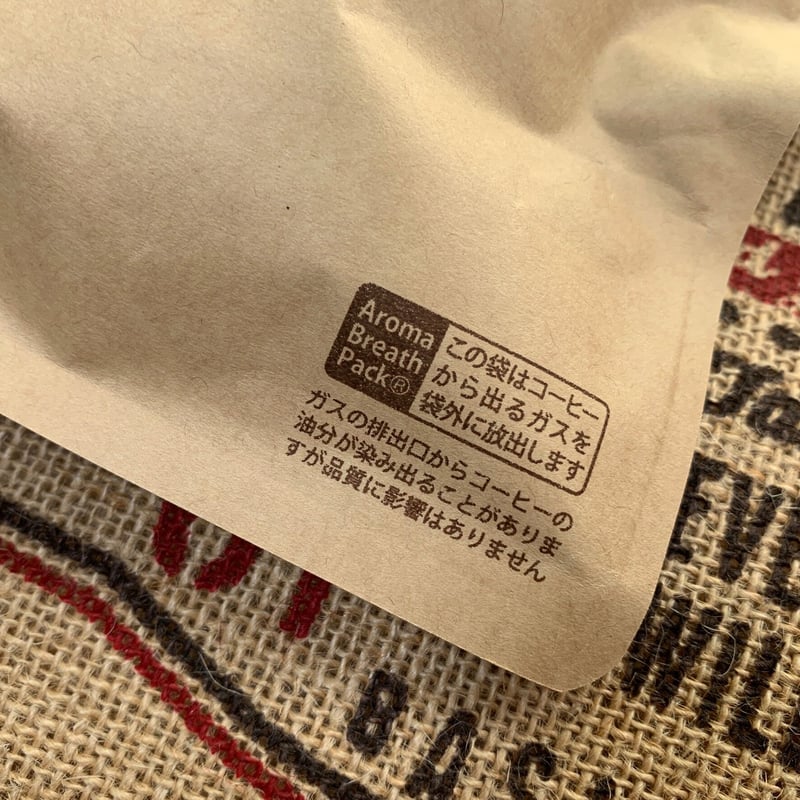 Aroma
Breath
Pack®
この袋はコーヒー
から出るガスを
袋外に放出します
ガスの排出口からコーヒーの
油分が染み出ることがありま
すが品質に影響はありません
BAS